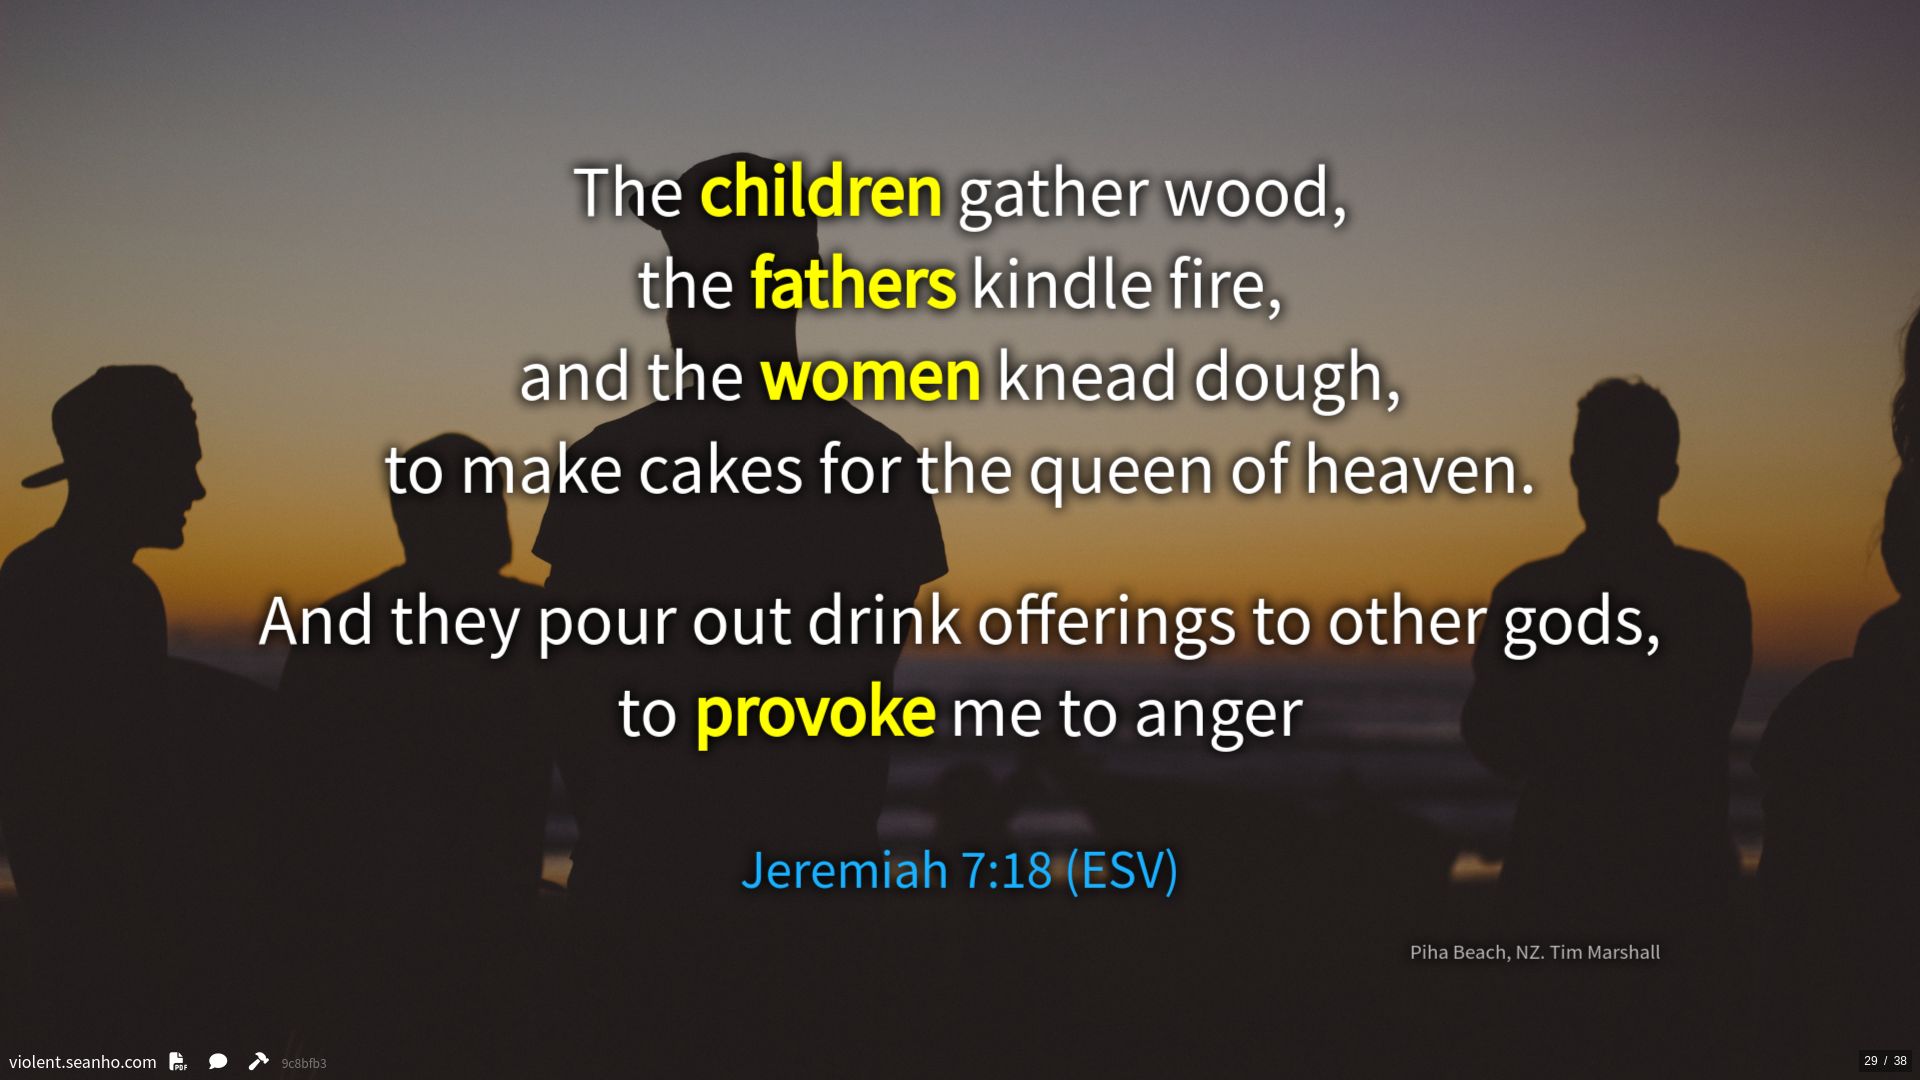 The children gather wood,
the fathers kindle fire,
and the women knead dough,
to make cakes for the queen of heaven.
And they pour out drink offerings to other gods,
to provoke me to anger
Jeremiah 7:18 (ESV)
Piha Beach, NZ. Tim Marshall
violent.seanho.com PDF 9c8bfb3
29 / 38